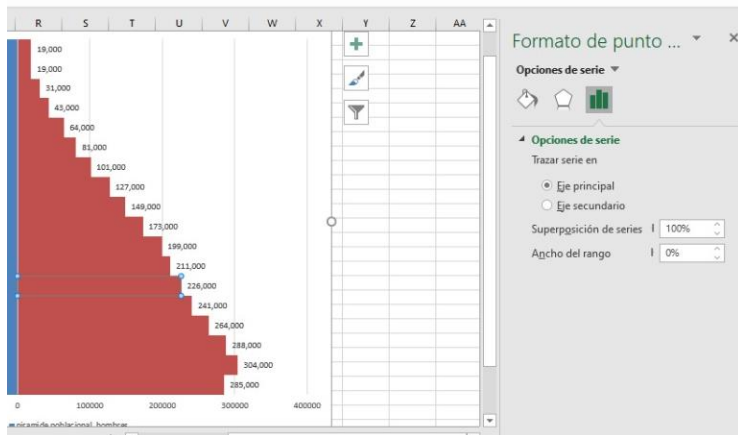 R S T U V W X Y Z AA
19,000
19,000
31,000
43,000
64,000
81,000
101,000
127,000
149,000
173,000
199,000
211,000
226,000
241,000
264,000
288,000
304,000
285,000
0 100000 200000 300000 400000
piramide poblacional hombres
Formato de punto ...
Opciones de serie
Opciones de serie
Trazar serie en
Eje principal
Eje secundario
Superposición de series 100%
Ancho del rango 0%